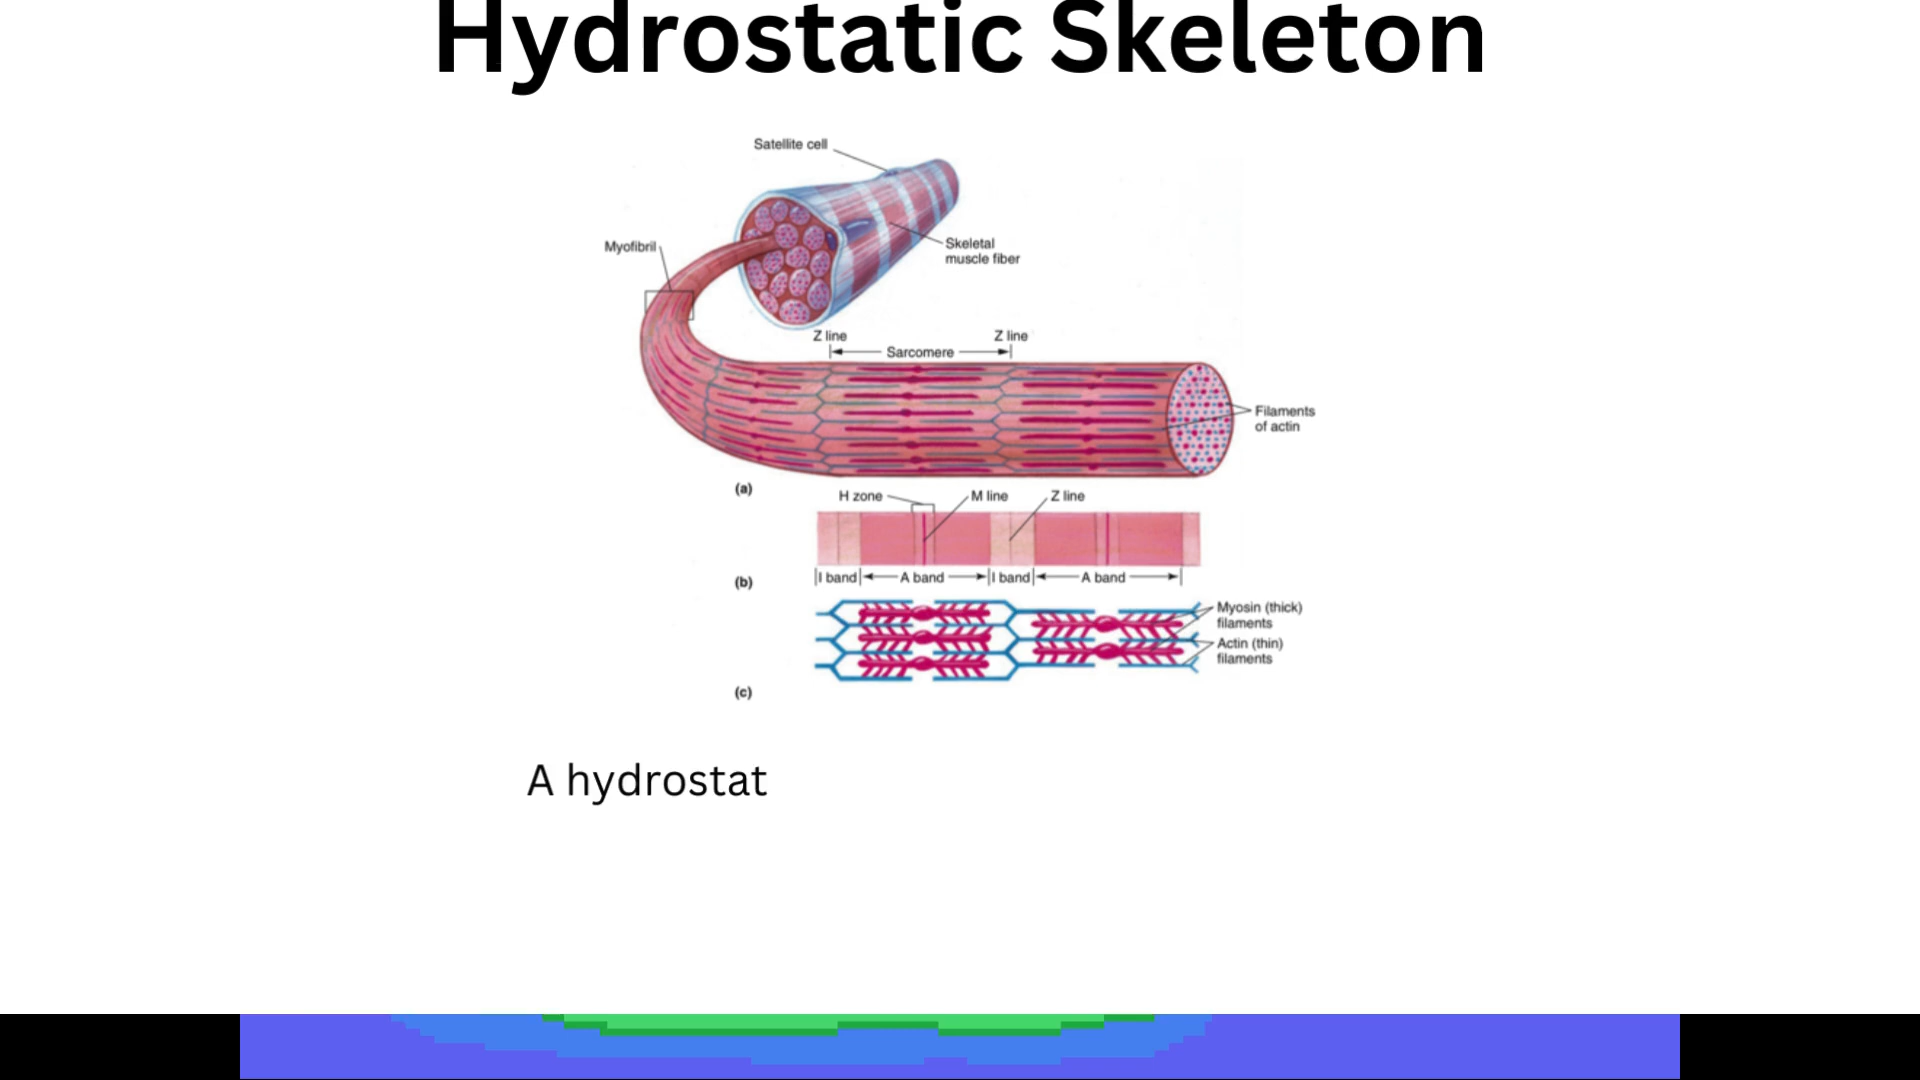 Hydrostatic Skeleton
Satellite cell
Myofibril
Skeletal
muscle fiber
Z line
Z line
Sarcomere
Filaments
of actin
(a)
H zone
M line
Z line
(b)
I band
A band
I band
A band
Myosin (thick)
filaments
Actin (thin)
filaments
(c)
A hydrostat